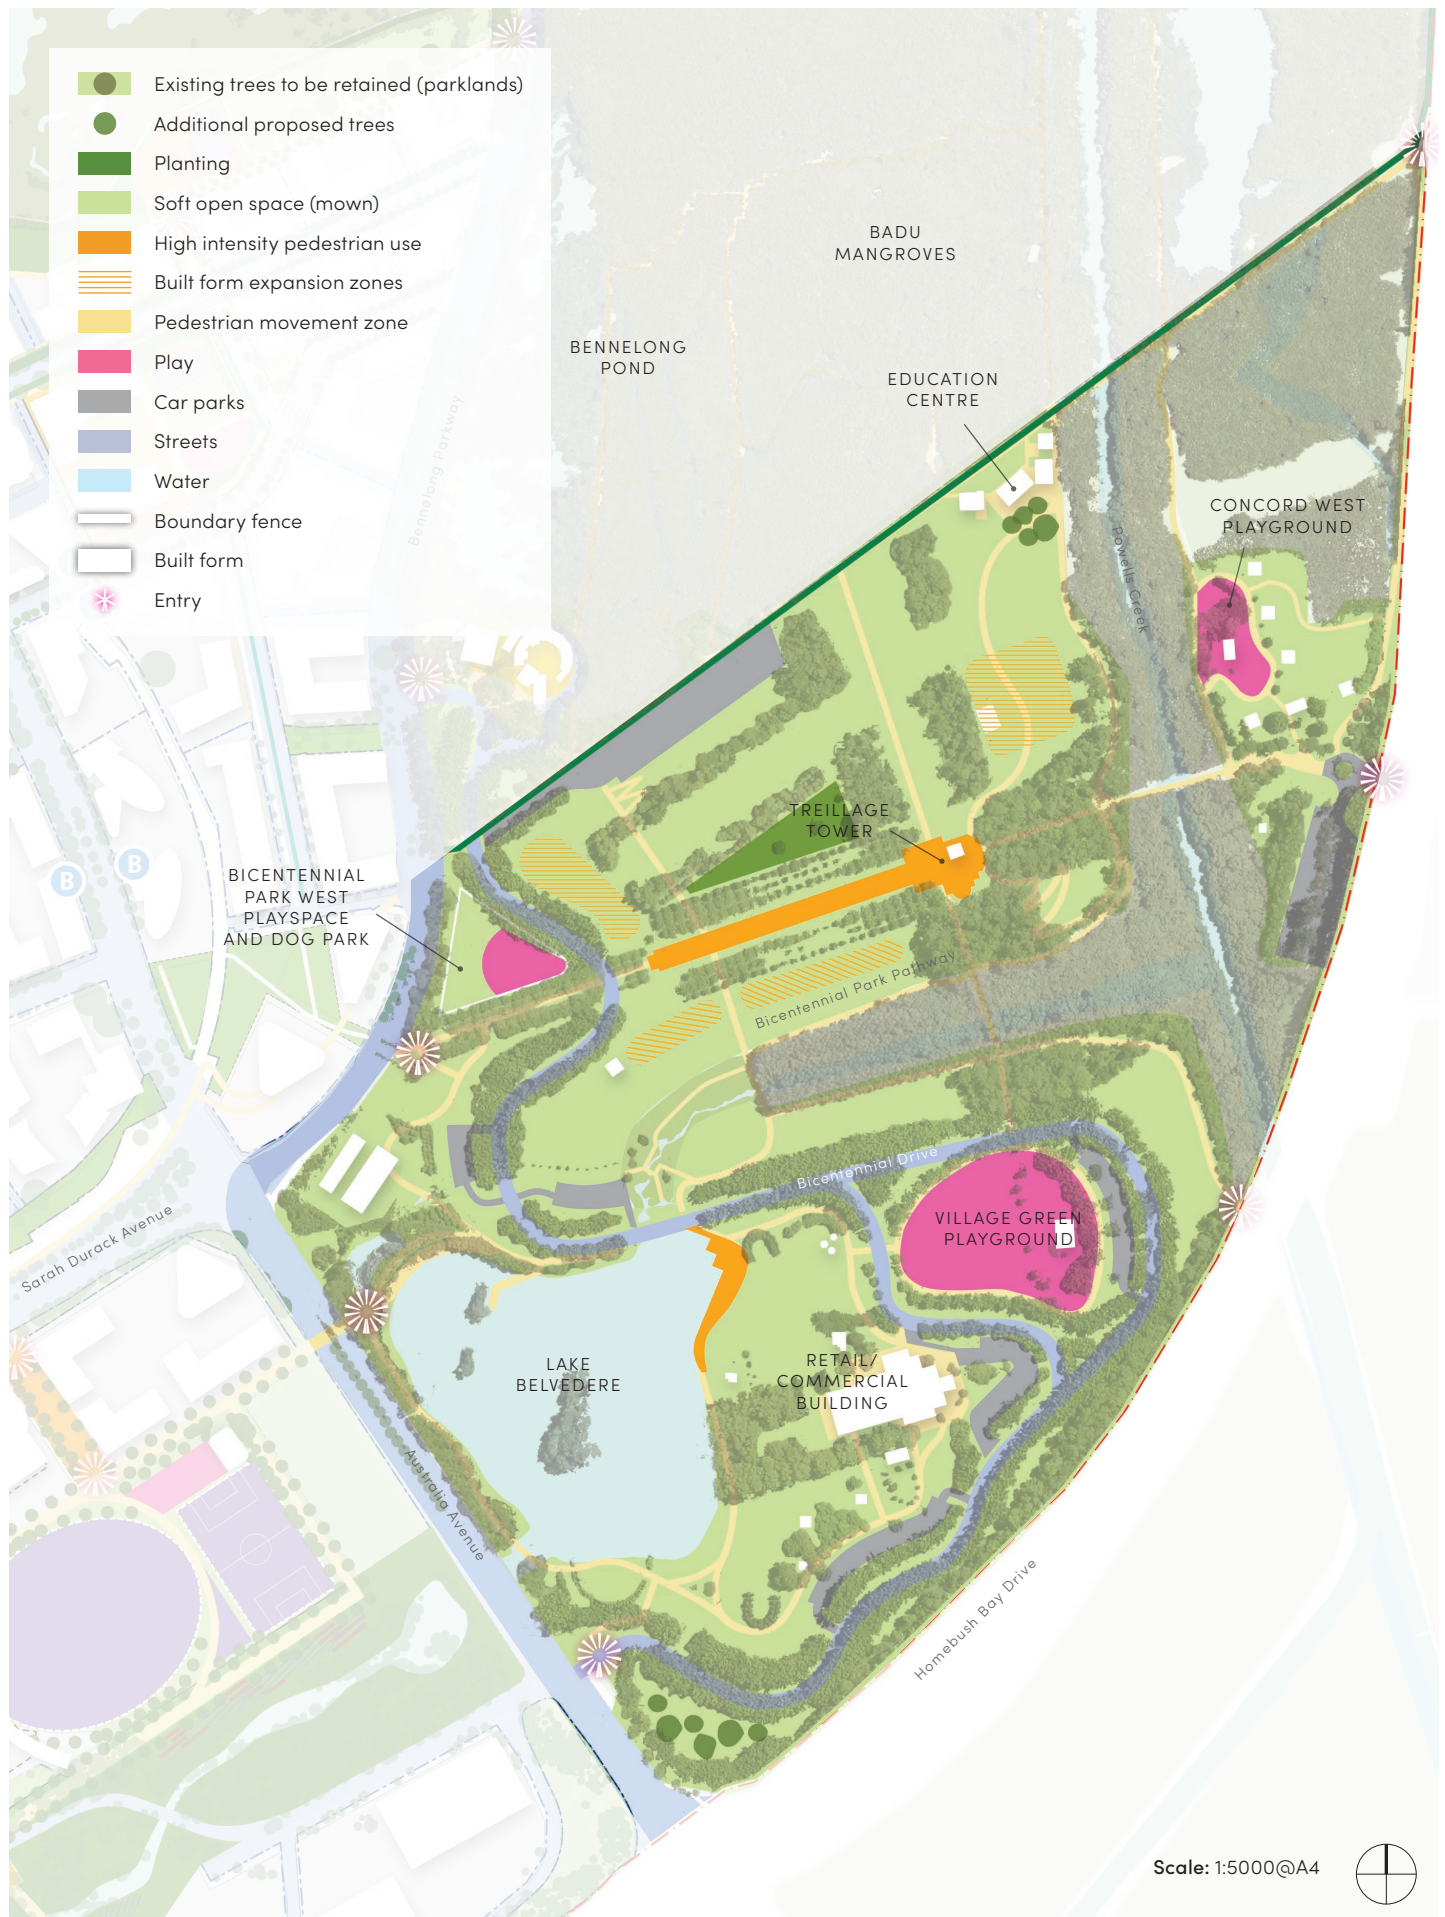 Existing trees to be retained (parklands)
Additional proposed trees
Planting
Soft open space (mown)
High intensity pedestrian use
Built form expansion zones
Pedestrian movement zone
Play
Car parks
Streets
Water
Boundary fence
Built form
Entry
BADU
MANGROVES
BENNELONG
POND
EDUCATION
CENTRE
Bennelong Parkway
CONCORD WEST
PLAYGROUND
Powells Creek
TREILLAGE
TOWER
B
B
BICENTENNIAL
PARK WEST
PLAYSPACE
AND DOG PARK
Bicentennial Park Pathway
Bicentennial Drive
VILLAGE GREEN
PLAYGROUND
Sarah Durack Avenue
LAKE
BELVEDERE
RETAIL/
COMMERCIAL
BUILDING
Australia Avenue
Homebush Bay Drive
Scale: 1:5000@A4